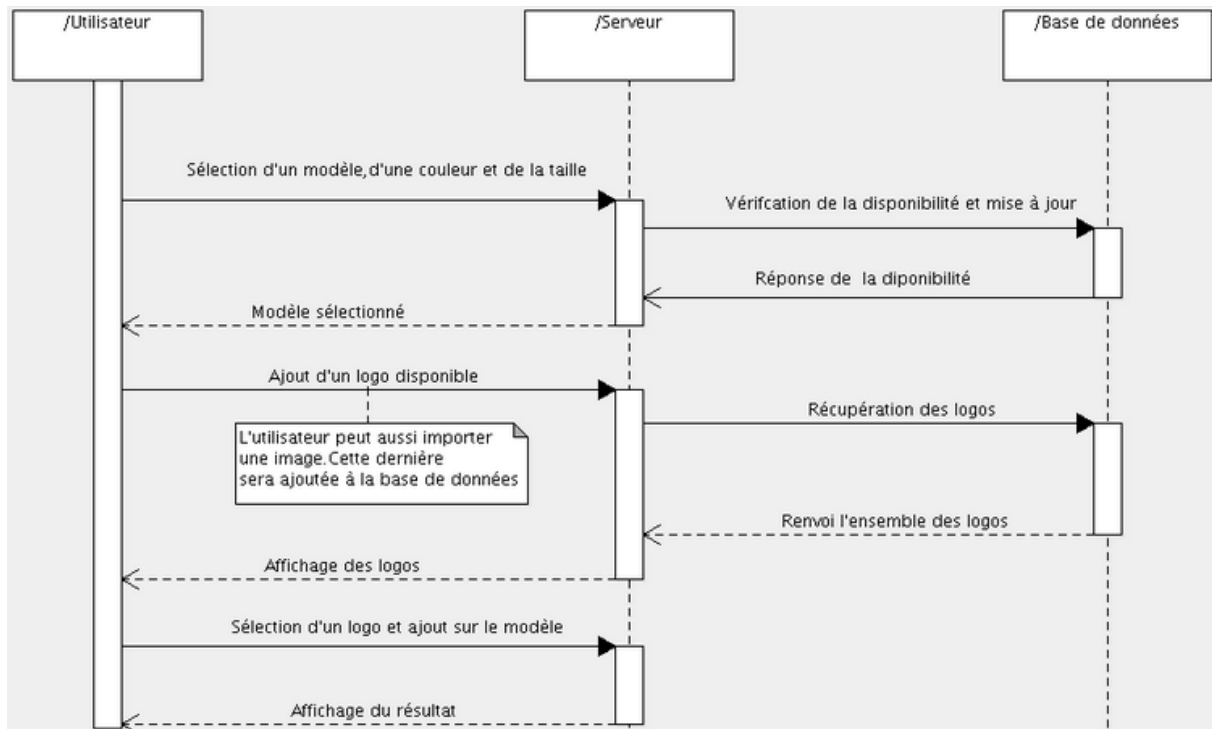 /Utilisateur
/Serveur
/Base de données
Sélection d'un modèle,d'une couleur et de la taille
Vérifcation de la disponibilité et mise à jour
Réponse de la diponibilité
Modèle sélectionné
Ajout d'un logo disponible
Récupération des logos
L'utilisateur peut aussi importer
une image.Cette dernière
sera ajoutée à la base de données
Renvoi l'ensemble des logos
Affichage des logos
Sélection d'un logo et ajout sur le modèle
Affichage du résultat